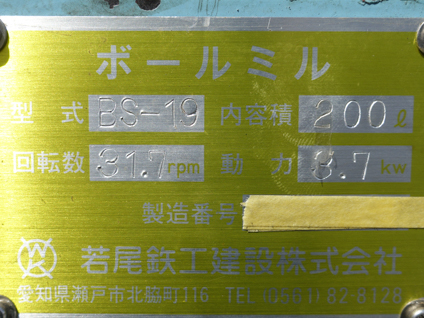 ボールミル
型式 BS-19 内容積 200ℓ
回転数 31.7rpm 動力 3.7kw
製造番号
若尾鉄工建設株式会社
愛知県瀬戸市北脇町J16 TEL(0561)82-8128